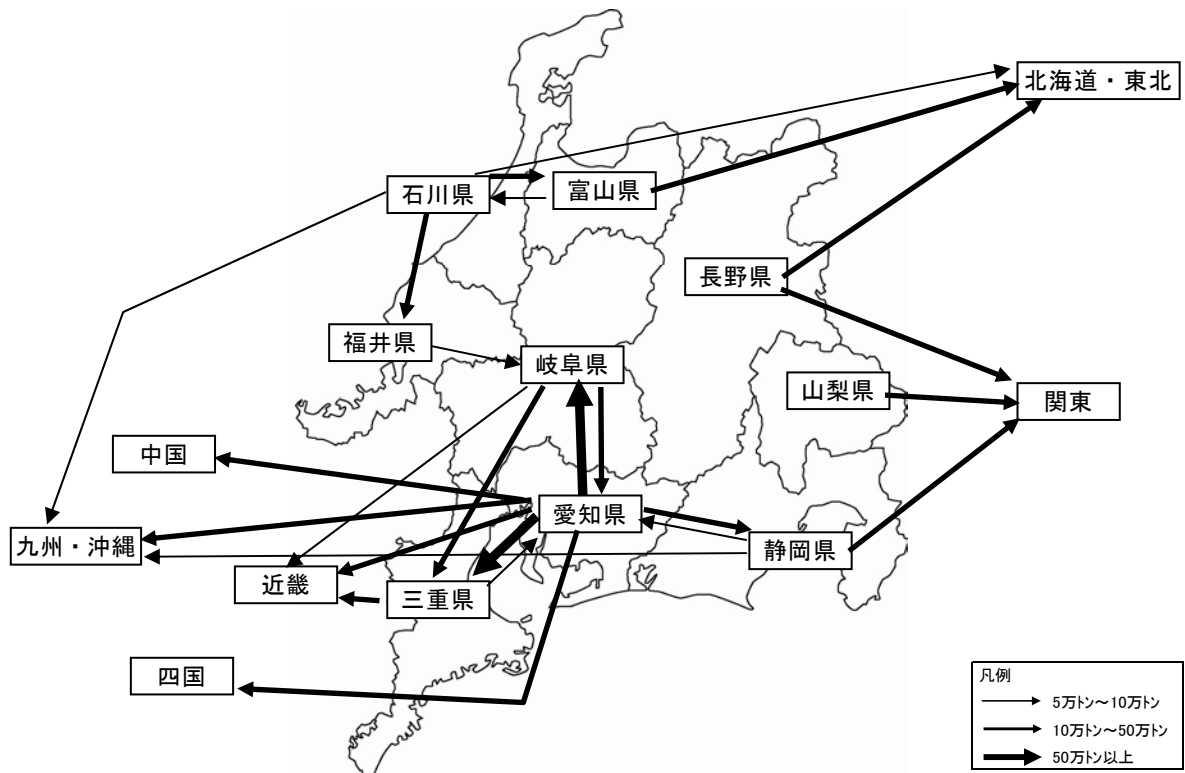 北海道・東北
石川県
富山県
長野県
福井県
岐阜県
山梨県
関東
中国
愛知県
九州・沖縄
静岡県
近畿
三重県
四国
凡例
5万トン～10万トン
10万トン～50万トン
50万トン以上